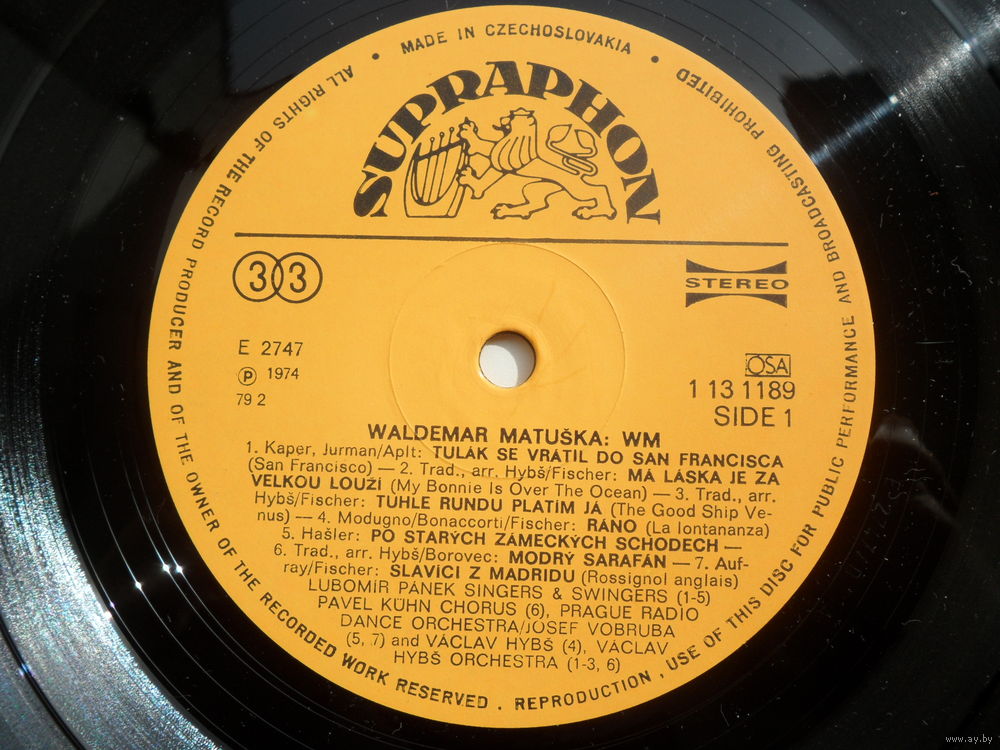 MADE IN CZECHOSLOVAKIA
ALL RIGHTS OF THE RECORD PRODUCER AND OF THE OWNER OF THE RECORDED WORK RESERVED . REPRODUCTION , USE OF THIS DISC FOR PUBLIC PERFORMANCE AND BROADCASTING PROHIBITED
SUPRAPHON
33
STEREO
E 2747
℗ 1974
79 2
OSA
1 13 1189
SIDE 1
WALDEMAR MATUŠKA: WM
1. Kaper, Jurman/Aplt: TULÁK SE VRÁTIL DO SAN FRANCISCA
(San Francisco) — 2. Trad., arr. Hybš/Fischer: MÁ LÁSKA JE ZA
VELKOU LOUŽÍ (My Bonnie Is Over The Ocean) — 3. Trad., arr.
Hybš/Fischer: TUHLE RUNDU PLATÍM JÁ (The Good Ship Ve-
nus) — 4. Modugno/Bonaccorti/Fischer: RÁNO (La lontananza)
5. Hašler: PO STARÝCH ZÁMECKÝCH SCHODECH —
6. Trad., arr. Hybš/Borovec: MODRÝ SARAFÁN — 7. Auf-
ray/Fischer: SLAVÍCI Z MADRIDU (Rossignol anglais)
LUBOMÍR PÁNEK SINGERS & SWINGERS (1-5)
PAVEL KÜHN CHORUS (6), PRAGUE RADIO
DANCE ORCHESTRA/JOSEF VOBRUBA
(5, 7) and VÁCLAV HYBŠ (4), VÁCLAV
HYBŠ ORCHESTRA (1-3, 6)
www.ay.by